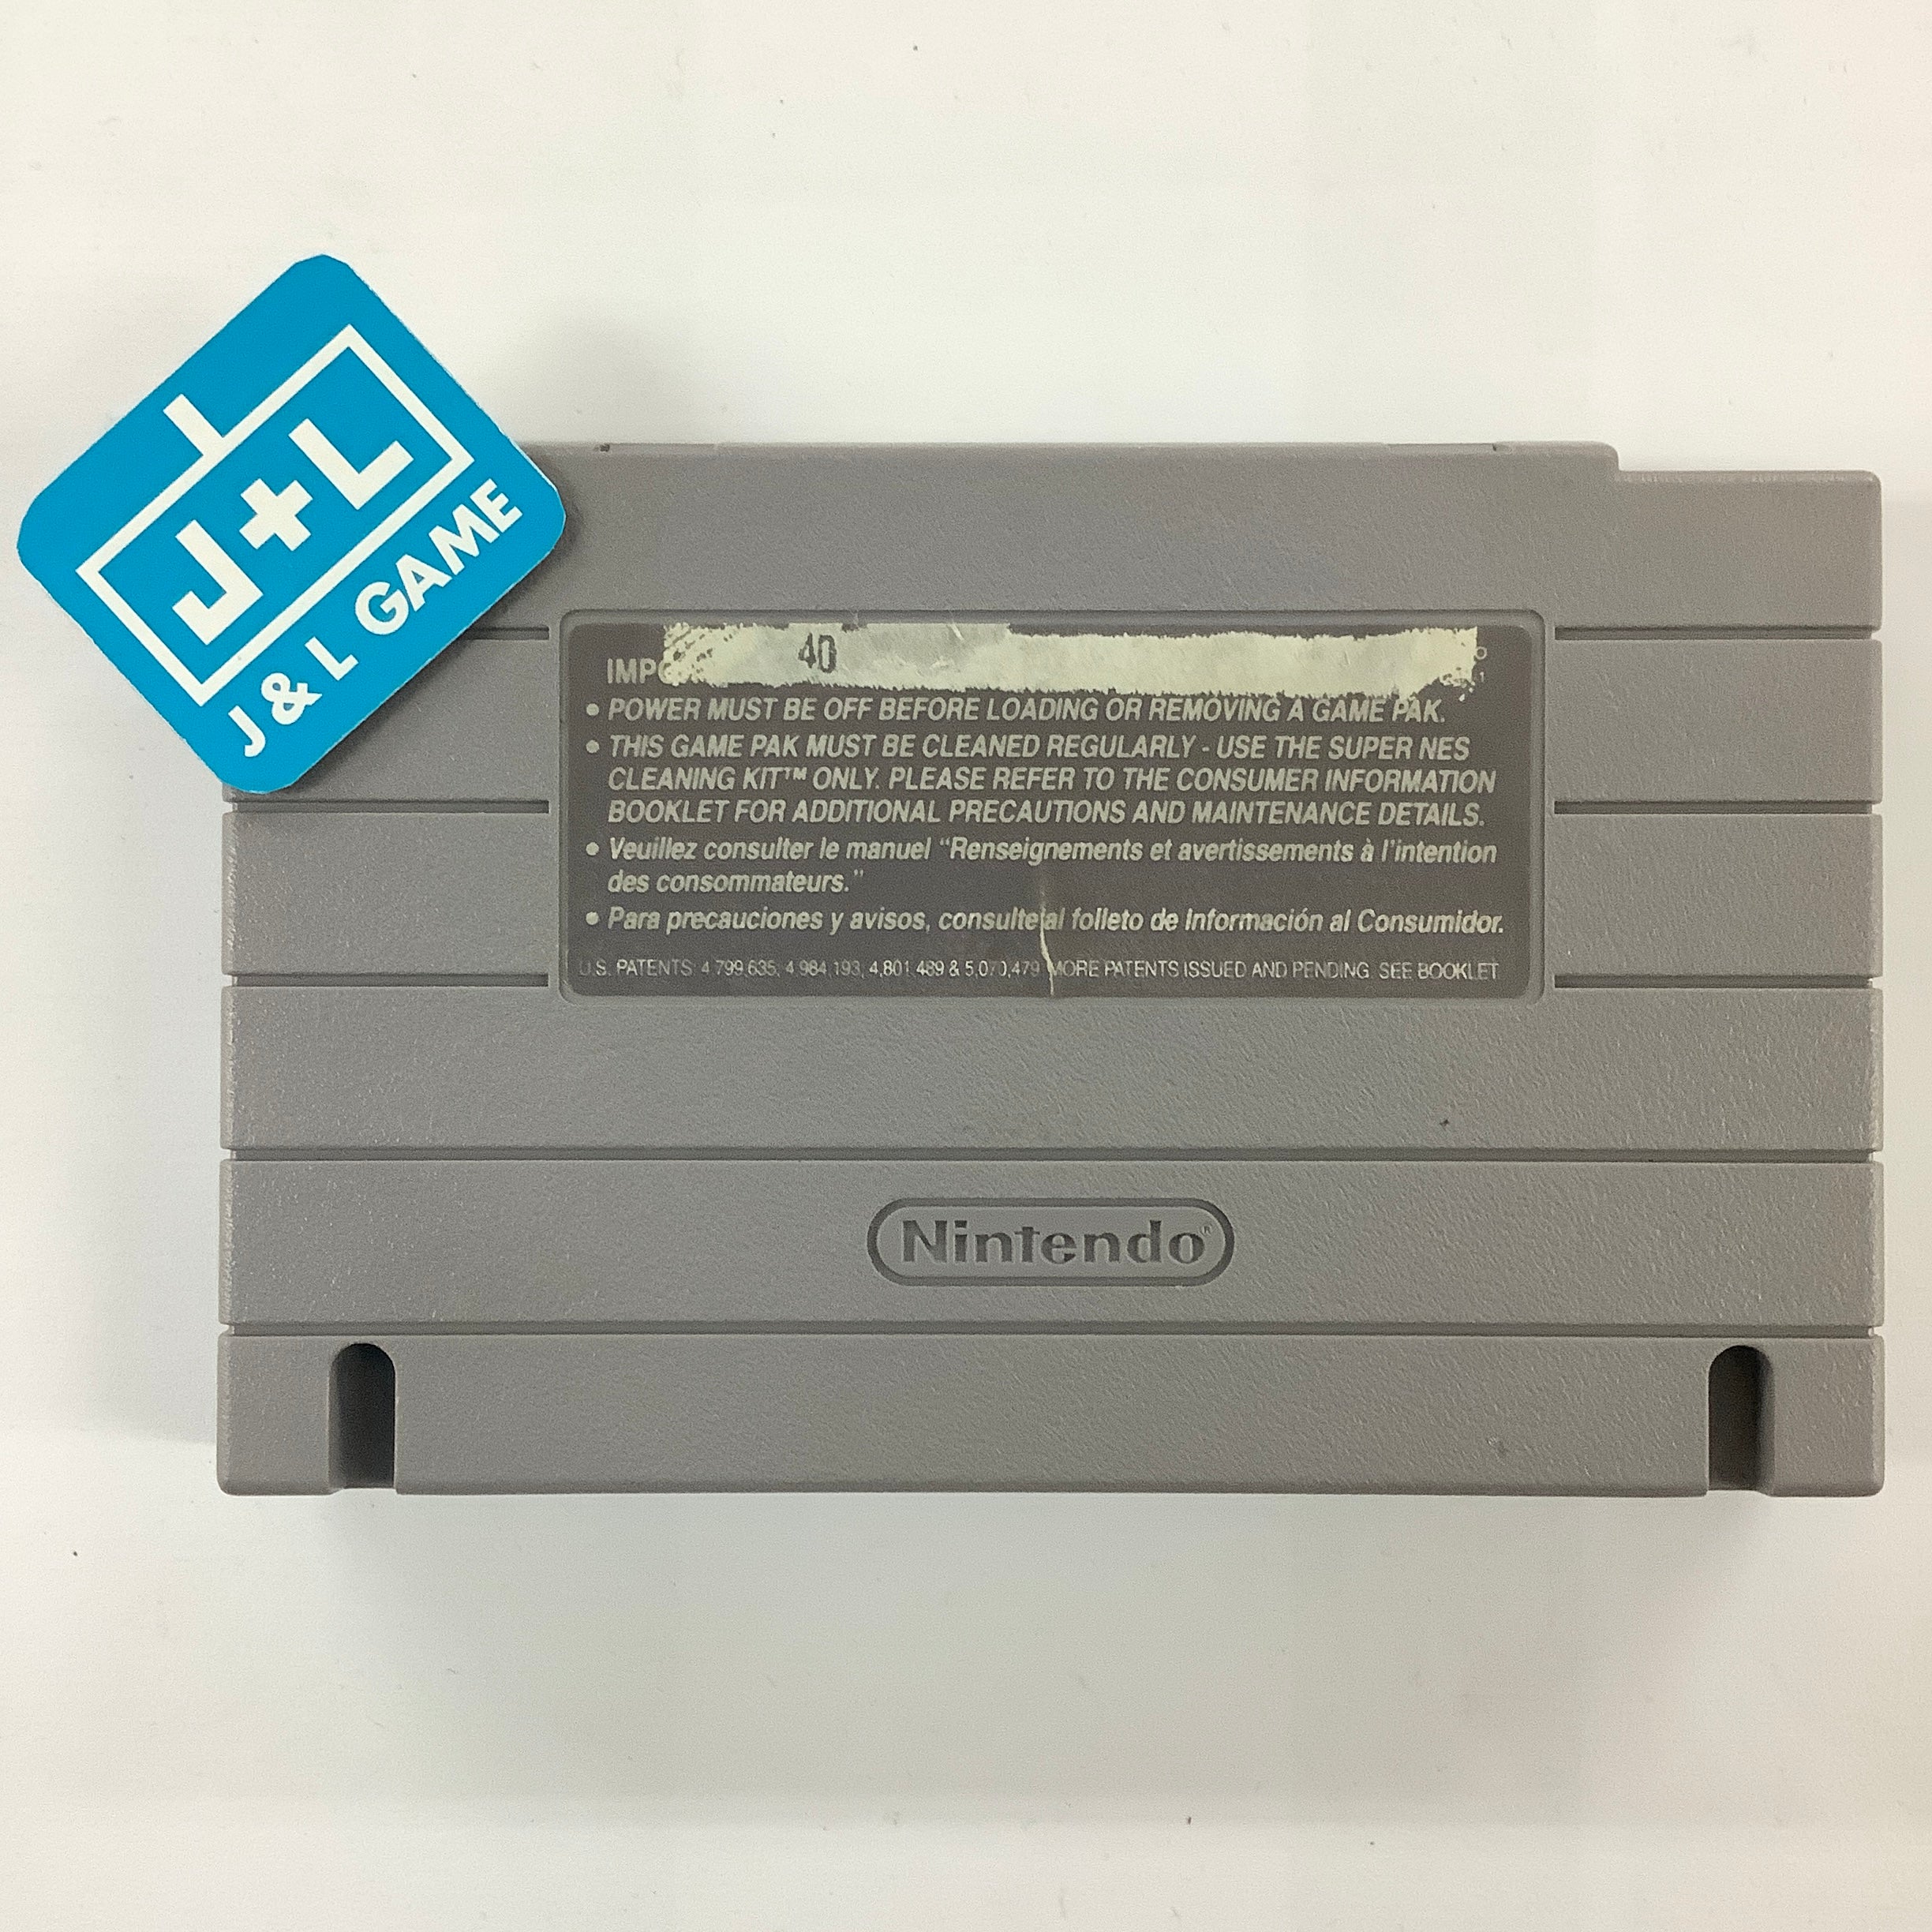 J+L
J & L GAME
40
• POWER MUST BE OFF BEFORE LOADING OR REMOVING A GAME PAK.
• THIS GAME PAK MUST BE CLEANED REGULARLY - USE THE SUPER NES
CLEANING KIT™ ONLY. PLEASE REFER TO THE CONSUMER INFORMATION
BOOKLET FOR ADDITIONAL PRECAUTIONS AND MAINTENANCE DETAILS.
• Veuillez consulter le manuel "Renseignements et avertissements à l'intention
des consommateurs."
• Para precauciones y avisos, consulte al folleto de Información al Consumidor.
U.S. PATENTS: 4,799,635; 4,984,193; 4,801,489 & 5,070,479 MORE PATENTS ISSUED AND PENDING. SEE BOOKLET
Nintendo®